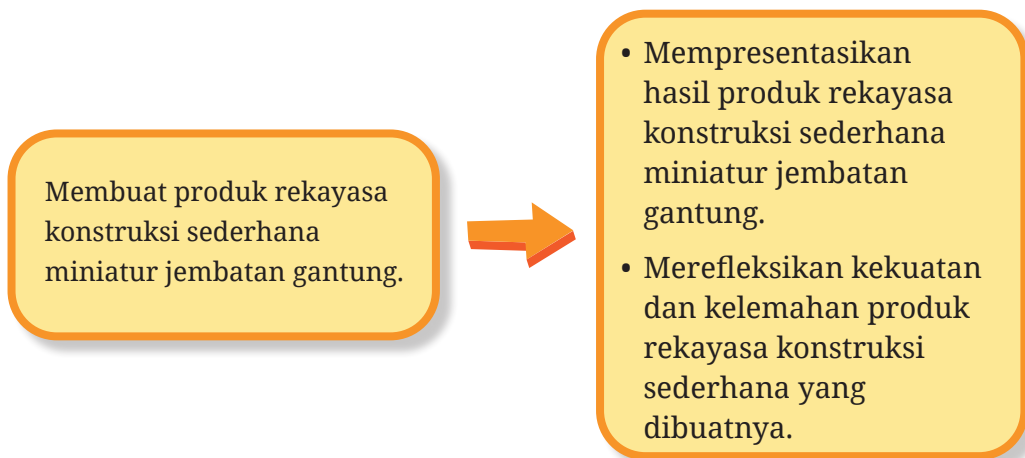 Membuat produk rekayasa
konstruksi sederhana
miniatur jembatan gantung.
• Mempresentasikan
hasil produk rekayasa
konstruksi sederhana
miniatur jembatan
gantung.
• Merefleksikan kekuatan
dan kelemahan produk
rekayasa konstruksi
sederhana yang
dibuatnya.